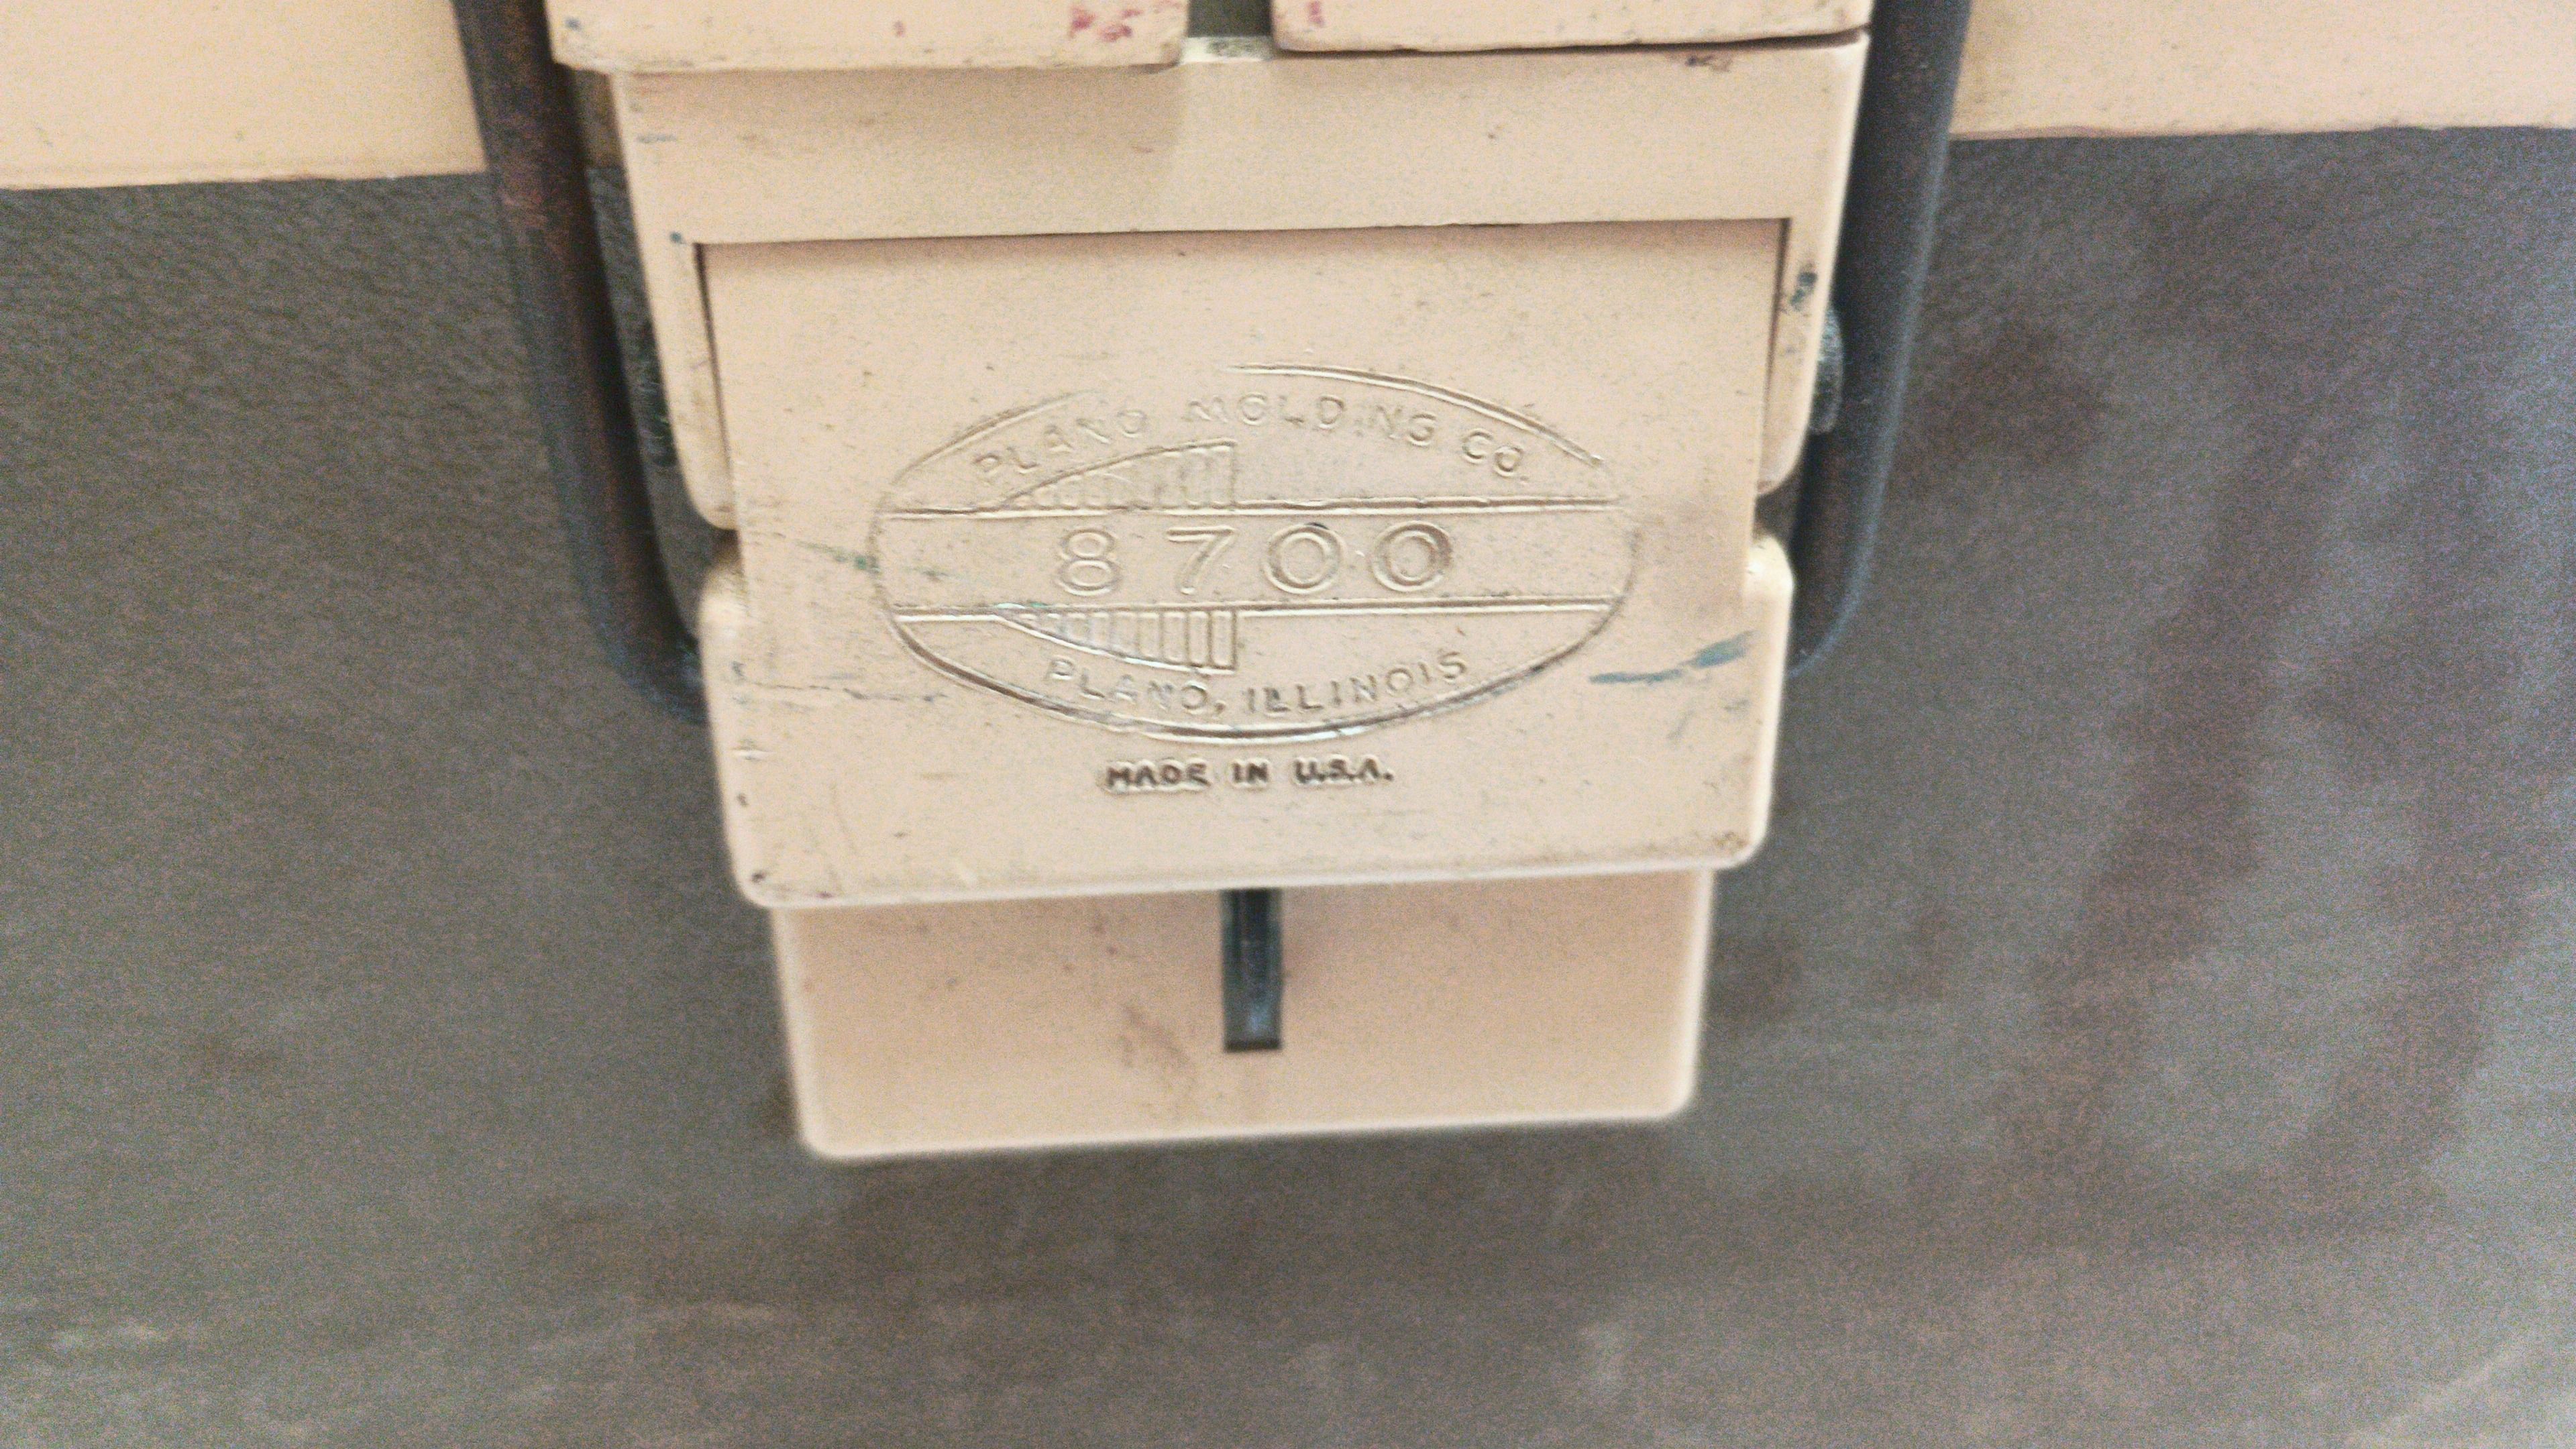 PLANO MOLDING CO.
8700
PLANO, ILLINOIS
MADE IN U.S.A.